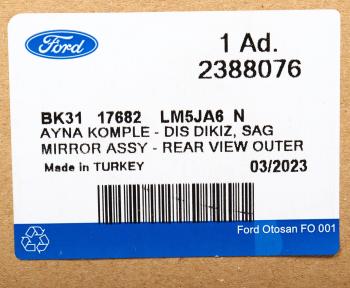 Ford
1 Ad.
2388076
BK31 17682 LM5JA6 N
AYNA KOMPLE - DIS DIKIZ, SAG
MIRROR ASSY - REAR VIEW OUTER
Made in TURKEY 03/2023
Ford Otosan FO 001